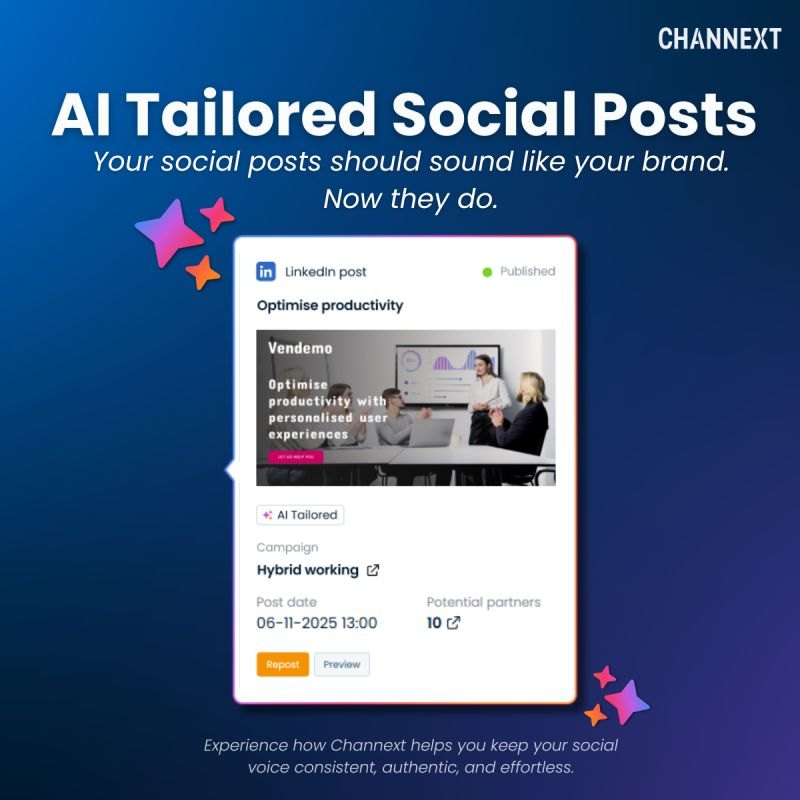 CHANNEXT
AI Tailored Social Posts
Your social posts should sound like your brand.
Now they do.
in LinkedIn post
Published
Optimise productivity
Vendemo
Optimise
productivity with
personalised user
experiences
LET US HELP YOU
AI Tailored
Campaign
Hybrid working
Post date
Potential partners
06-11-2025 13:00
10
Repost
Preview
Experience how Channext helps you keep your social
voice consistent, authentic, and effortless.